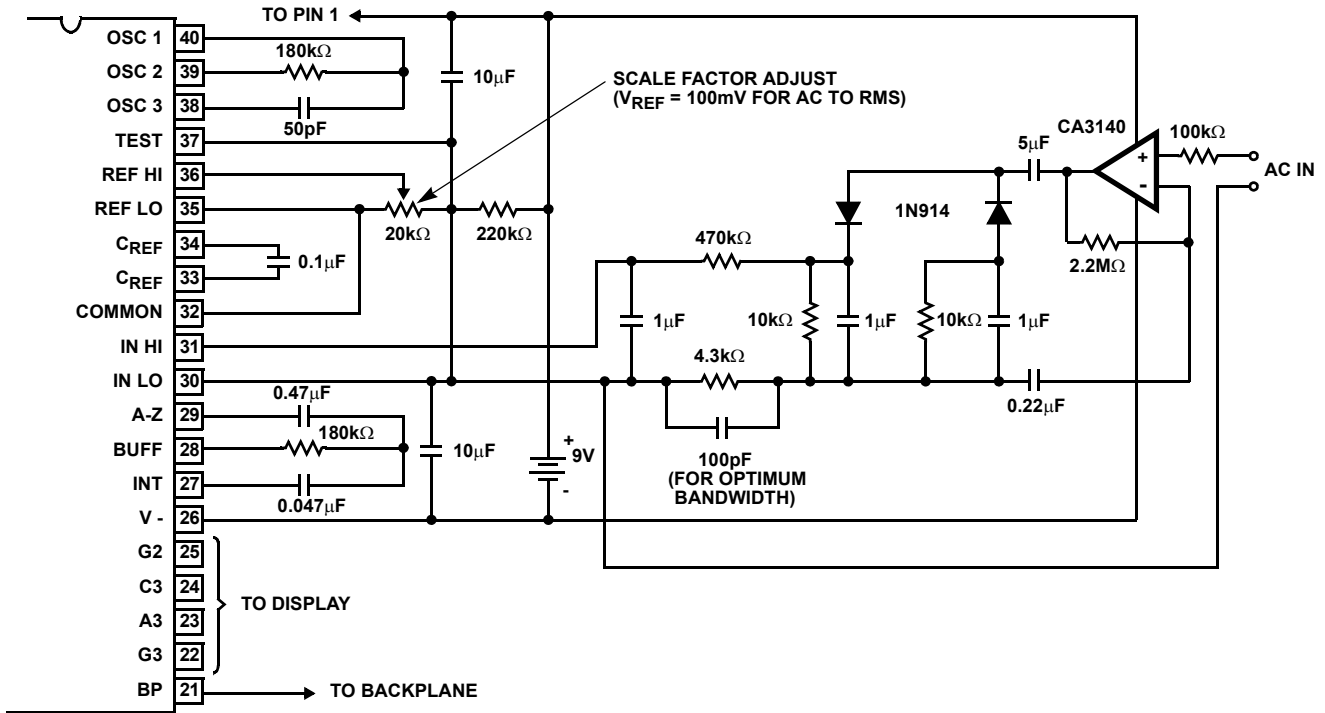 TO PIN 1
OSC 1 40
OSC 2 39
OSC 3 38
TEST 37
REF HI 36
REF LO 35
CREF 34
CREF 33
COMMON 32
IN HI 31
IN LO 30
A-Z 29
BUFF 28
INT 27
V - 26
G2 25
C3 24
A3 23
G3 22
BP 21
180kΩ
50pF
10µF
SCALE FACTOR ADJUST
(VREF = 100mV FOR AC TO RMS)
20kΩ
220kΩ
0.1µF
CA3140
+
-
100kΩ
AC IN
5µF
1N914
2.2MΩ
470kΩ
1µF
10kΩ
1µF
10kΩ
1µF
4.3kΩ
0.22µF
100pF
(FOR OPTIMUM
BANDWIDTH)
0.47µF
180kΩ
0.047µF
10µF
+
9V
-
TO DISPLAY
TO BACKPLANE